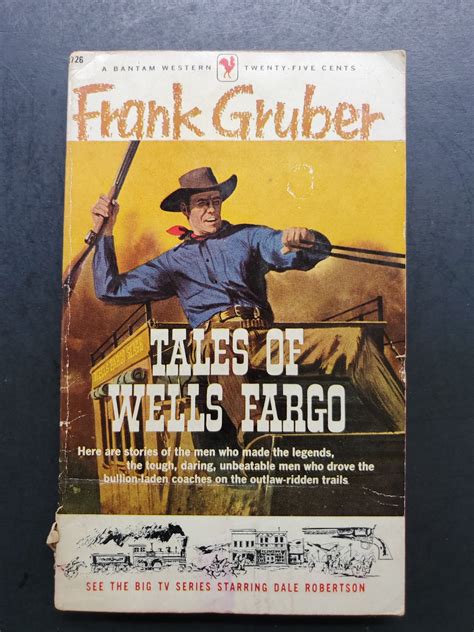 726
A BANTAM WESTERN TWENTY-FIVE CENTS
Frank Gruber
TALES OF
WELLS FARGO
Here are stories of the men who made the legends,
the tough, daring, unbeatable men who drove the
bullion-laden coaches on the outlaw-ridden trails
SEE THE BIG TV SERIES STARRING DALE ROBERTSON